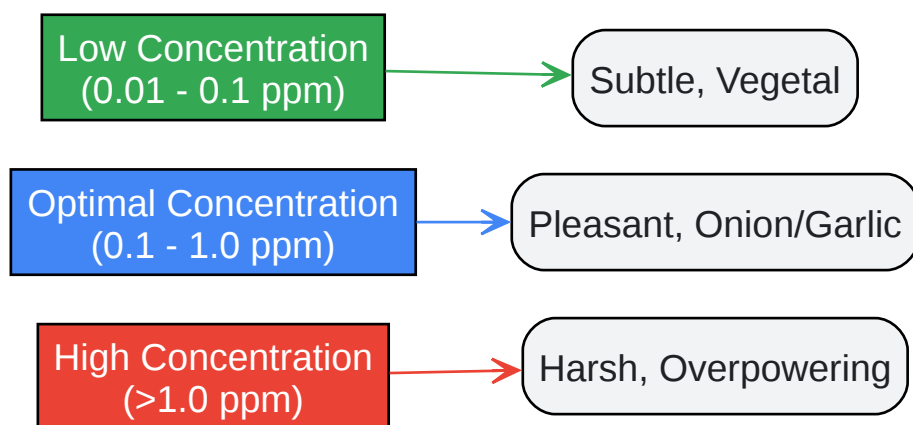 Low Concentration
(0.01 - 0.1 ppm)
Subtle, Vegetal
Optimal Concentration
(0.1 - 1.0 ppm)
Pleasant, Onion/Garlic
High Concentration
(>1.0 ppm)
Harsh, Overpowering